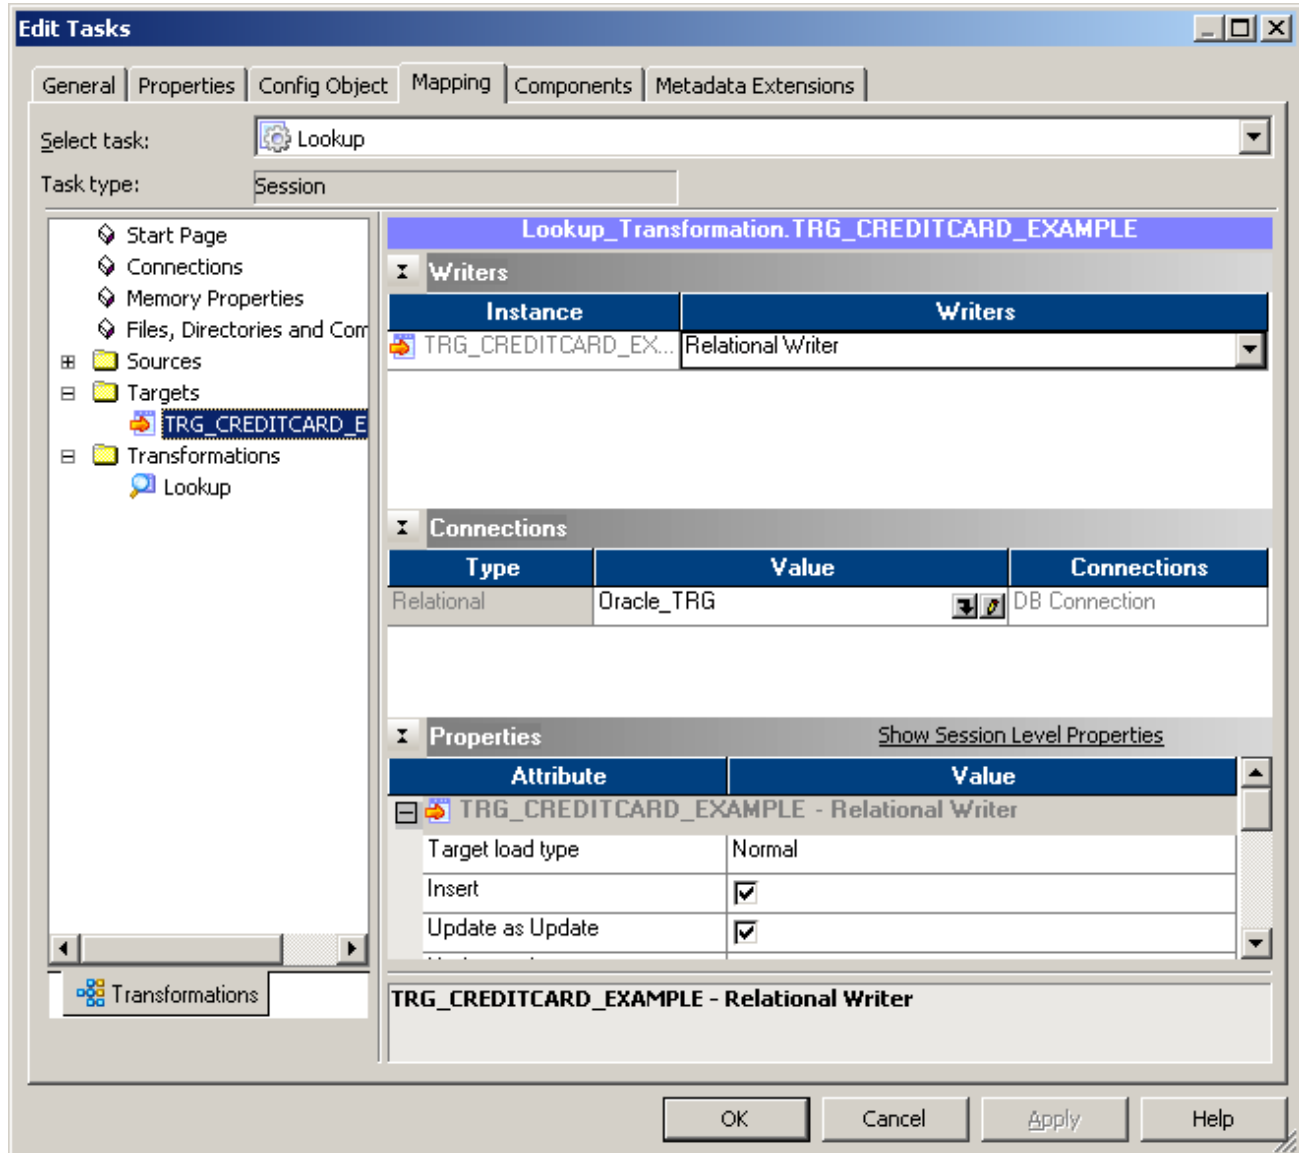 Edit Tasks
General Properties Config Object Mapping Components Metadata Extensions
Select task: Lookup
Task type: Session
Start Page
Connections
Memory Properties
Files, Directories and Com
Sources
Targets
TRG_CREDITCARD_E
Transformations
Lookup
Transformations
Lookup_Transformation.TRG_CREDITCARD_EXAMPLE
Writers
Instance Writers
TRG_CREDITCARD_EX... Relational Writer
Connections
Type Value Connections
Relational Oracle_TRG DB Connection
Properties Show Session Level Properties
Attribute Value
TRG_CREDITCARD_EXAMPLE - Relational Writer
Target load type Normal
Insert
Update as Update
TRG_CREDITCARD_EXAMPLE - Relational Writer
OK Cancel Apply Help